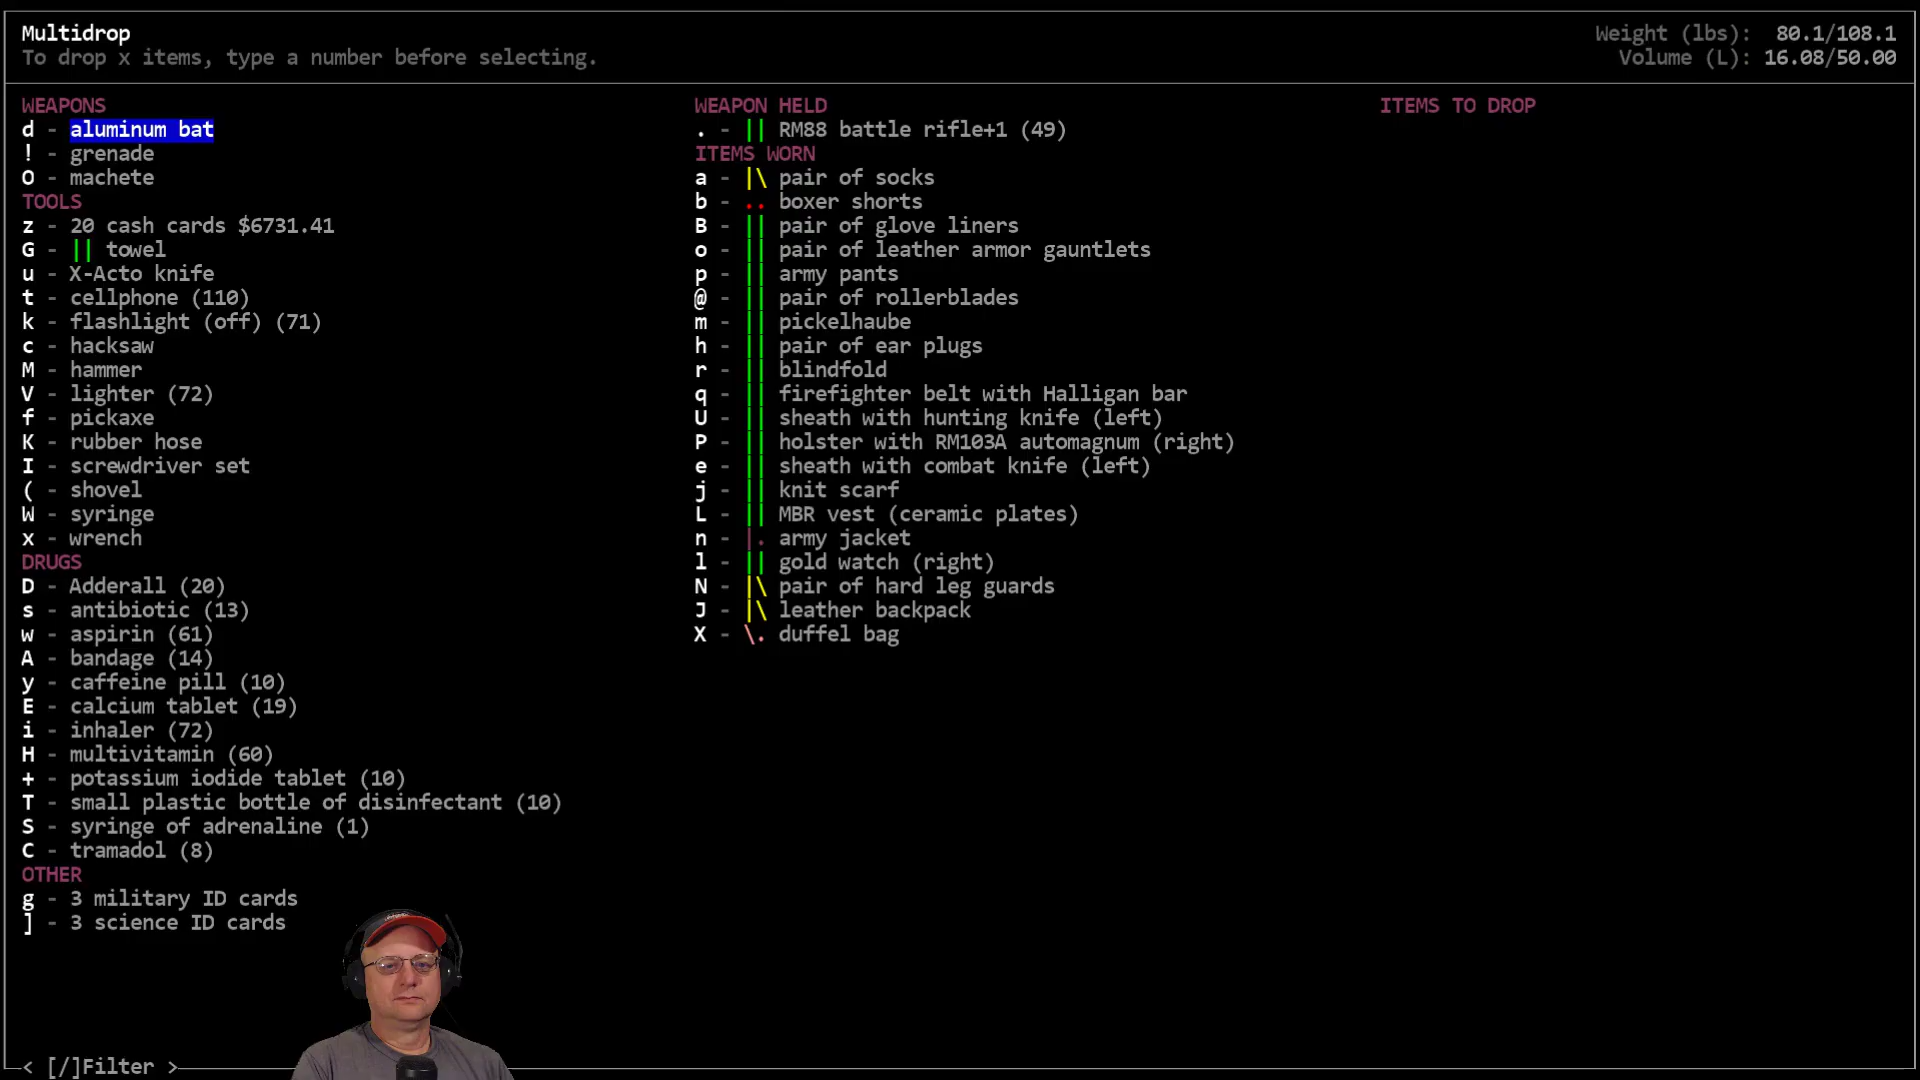 Multidrop
To drop x items, type a number before selecting.
Weight (lbs): 80.1/108.1
Volume (L): 16.08/50.00
WEAPONS
d - aluminum bat
! - grenade
O - machete
TOOLS
z - 20 cash cards $6731.41
G - || towel
u - X-Acto knife
t - cellphone (110)
k - flashlight (off) (71)
c - hacksaw
M - hammer
V - lighter (72)
f - pickaxe
K - rubber hose
I - screwdriver set
( - shovel
W - syringe
x - wrench
DRUGS
D - Adderall (20)
s - antibiotic (13)
w - aspirin (61)
A - bandage (14)
y - caffeine pill (10)
E - calcium tablet (19)
i - inhaler (72)
H - multivitamin (60)
+ - potassium iodide tablet (10)
T - small plastic bottle of disinfectant (10)
S - syringe of adrenaline (1)
C - tramadol (8)
OTHER
g - 3 military ID cards
] - 3 science ID cards
WEAPON HELD
. - || RM88 battle rifle+1 (49)
ITEMS WORN
a - |\ pair of socks
b - .. boxer shorts
B - || pair of glove liners
o - || pair of leather armor gauntlets
p - || army pants
@ - || pair of rollerblades
m - || pickelhaube
h - || pair of ear plugs
r - || blindfold
q - || firefighter belt with Halligan bar
U - || sheath with hunting knife (left)
P - || holster with RM103A automagnum (right)
e - || sheath with combat knife (left)
j - || knit scarf
L - || MBR vest (ceramic plates)
n - |. army jacket
l - || gold watch (right)
N - |\ pair of hard leg guards
J - |\ leather backpack
X - \. duffel bag
ITEMS TO DROP
< [/]Filter >